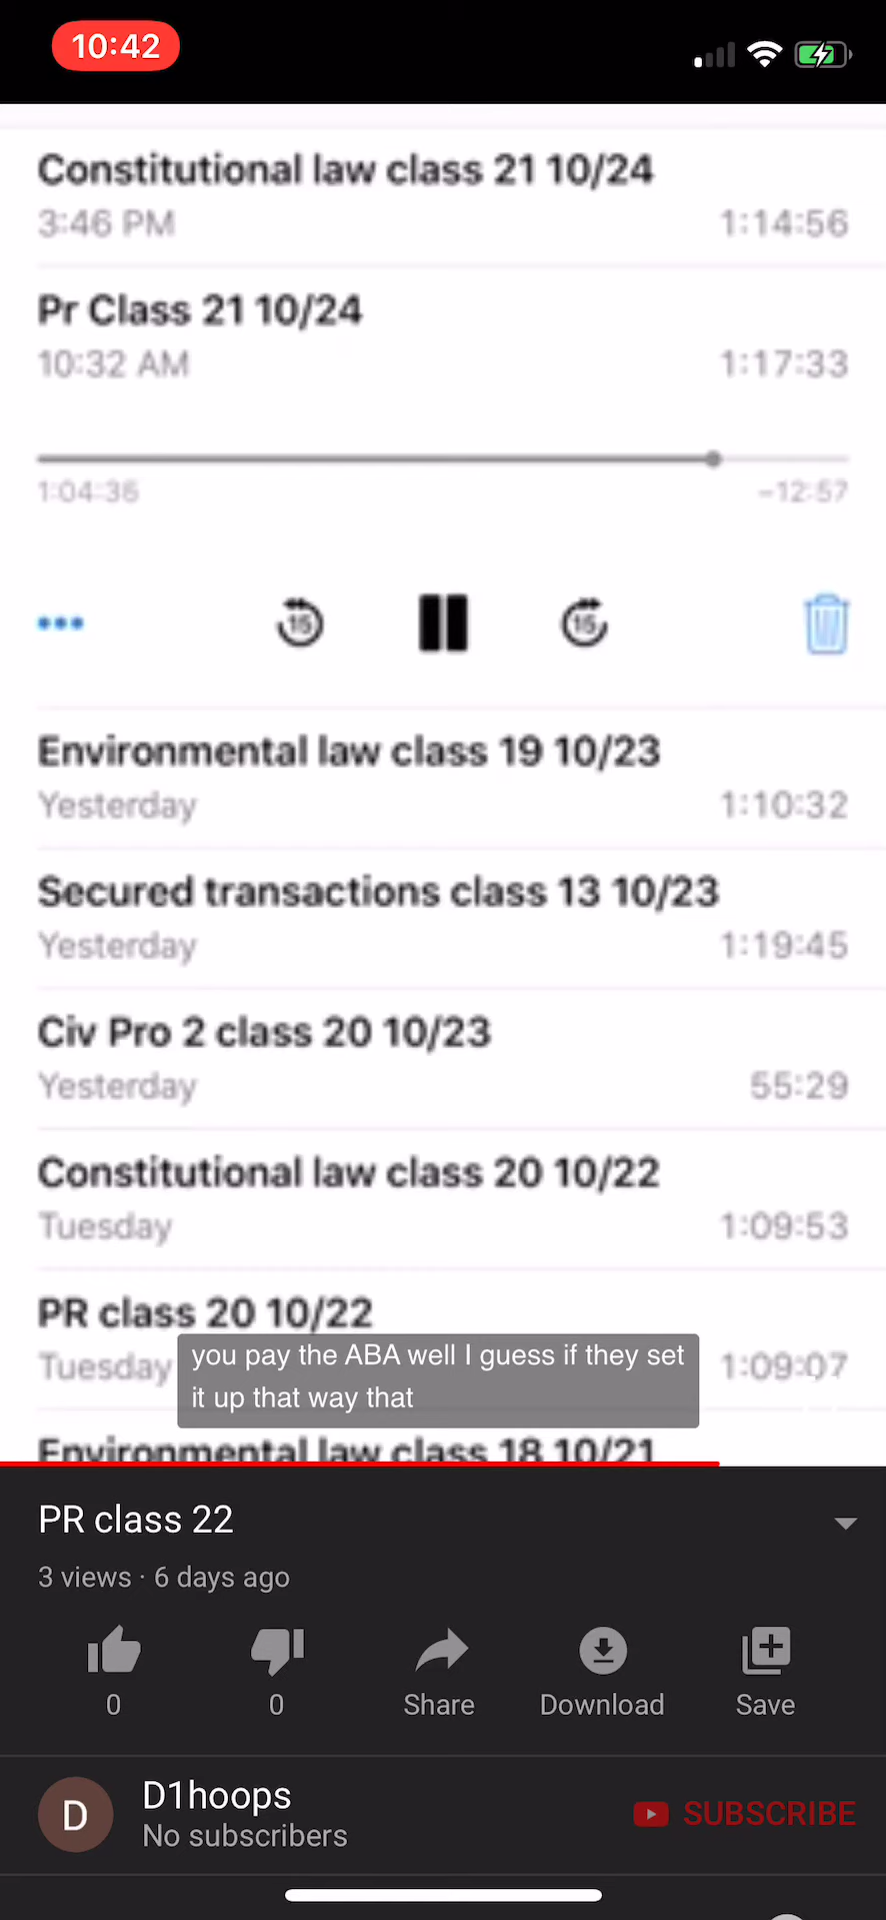 10:42
Constitutional law class 21 10/24
3:46 PM 1:14:56
Pr Class 21 10/24
10:32 AM 1:17:33
1:04:36 -12:57
15 15
Environmental law class 19 10/23
Yesterday 1:10:32
Secured transactions class 13 10/23
Yesterday 1:19:45
Civ Pro 2 class 20 10/23
Yesterday 55:29
Constitutional law class 20 10/22
Tuesday 1:09:53
PR class 20 10/22
Tuesday 1:09:07
you pay the ABA well I guess if they set
it up that way that
Environmental law class 18 10/21
PR class 22
3 views · 6 days ago
0 0 Share Download Save
D D1hoops
No subscribers
SUBSCRIBE